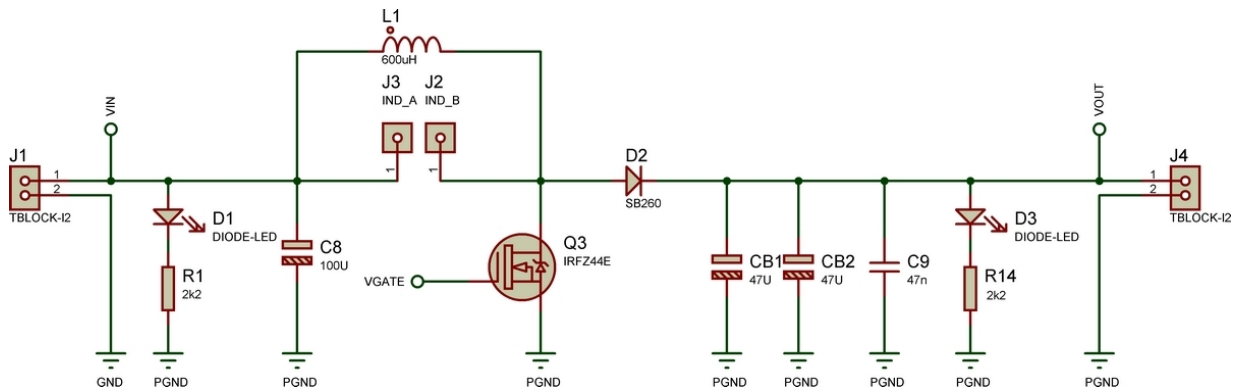 L1
600uH
J3
IND_A
J2
IND_B
1
1
VIN
J1
1
2
TBLOCK-I2
D1
DIODE-LED
R1
2k2
C8
100U
VGATE
Q3
IRFZ44E
D2
SB260
CB1
47U
CB2
47U
C9
47n
D3
DIODE-LED
R14
2k2
VOUT
J4
1
2
TBLOCK-I2
GND
PGND
PGND
PGND
PGND
PGND
PGND
PGND
PGND